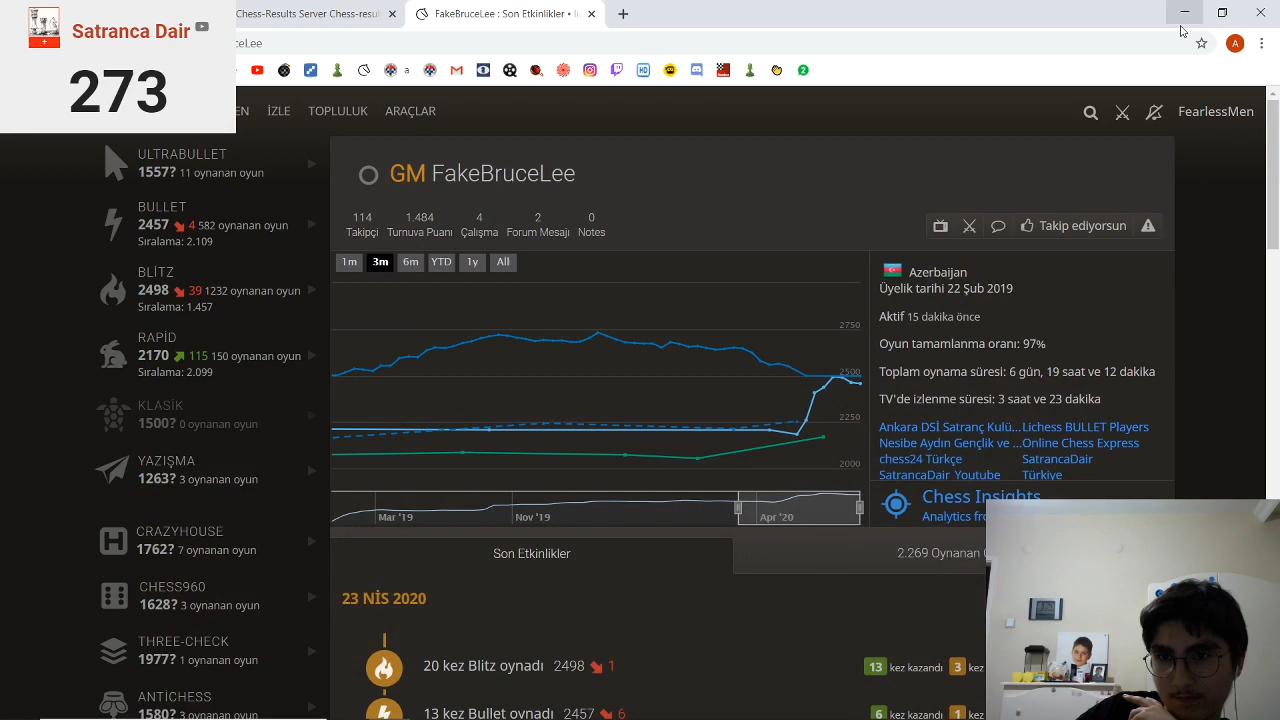 Chess-Results Server Chess-resul
FakeBruceLee : Son Etkinlikler • li
Satranca Dair
273
ceLee
A
a
HD
2
EN
İZLE
TOPLULUK
ARAÇLAR
FearlessMen
ULTRABULLET
1557? 11 oynanan oyun
BULLET
2457 4 582 oynanan oyun
Sıralama: 2.109
BLİTZ
2498 39 1232 oynanan oyun
Sıralama: 1.457
RAPİD
2170 115 150 oynanan oyun
Sıralama: 2.099
KLASİK
1500? 0 oynanan oyun
YAZIŞMA
1263? 3 oynanan oyun
CRAZYHOUSE
1762? 7 oynanan oyun
CHESS960
1628? 3 oynanan oyun
THREE-CHECK
1977? 1 oynanan oyun
ANTİCHESS
1580? 3 oynanan oyun
GM FakeBruceLee
114 1.484 4 2 0
Takipçi Turnuva Puanı Çalışma Forum Mesajı Notes
Takip ediyorsun
1m 3m 6m YTD 1y All
2750
2500
2250
2000
Mar '19 Nov '19 Apr '20
Azerbaijan
Üyelik tarihi 22 Şub 2019
Aktif 15 dakika önce
Oyun tamamlanma oranı: 97%
Toplam oynama süresi: 6 gün, 19 saat ve 12 dakika
TV'de izlenme süresi: 3 saat ve 23 dakika
Ankara DSİ Satranç Kulü... Lichess BULLET Players
Nesibe Aydın Gençlik ve ... Online Chess Express
chess24 Türkçe SatrancaDair
SatrancaDair Youtube Türkiye
Chess Insights
Analytics fro
Son Etkinlikler
2.269 Oynanan
23 NİS 2020
20 kez Blitz oynadı 2498 1
13 kez kazandı 3 kez
13 kez Bullet oynadı 2457 6
6 kez kazandı 1 kez